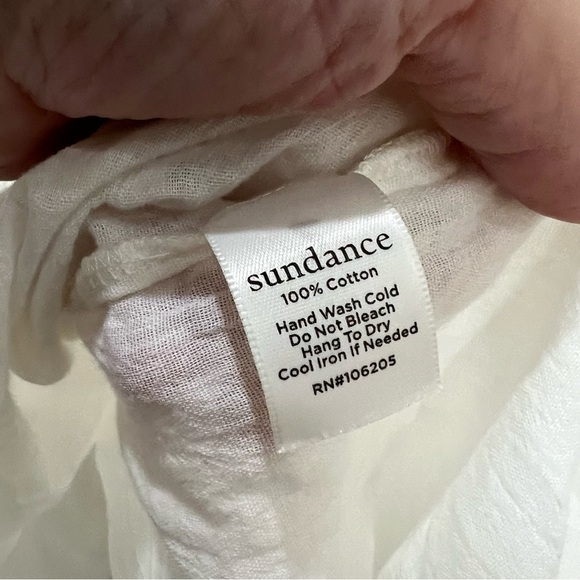 sundance
100% Cotton
Hand Wash Cold
Do Not Bleach
Hang To Dry
Cool Iron If Needed
RN#106205